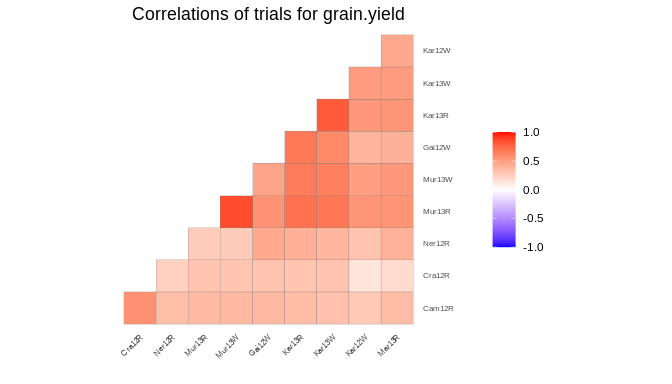 Correlations of trials for grain.yield
Kar12W
Kar13W
Kar13R
Gai12W
Mur13W
Mur13R
Ner12R
Cra12R
Cam12R
1.0
0.5
0.0
-0.5
-1.0
Cra12R
Ner12R
Mur13R
Mur13W
Gai12W
Kar13R
Kar13W
Kar12W
Mar13R